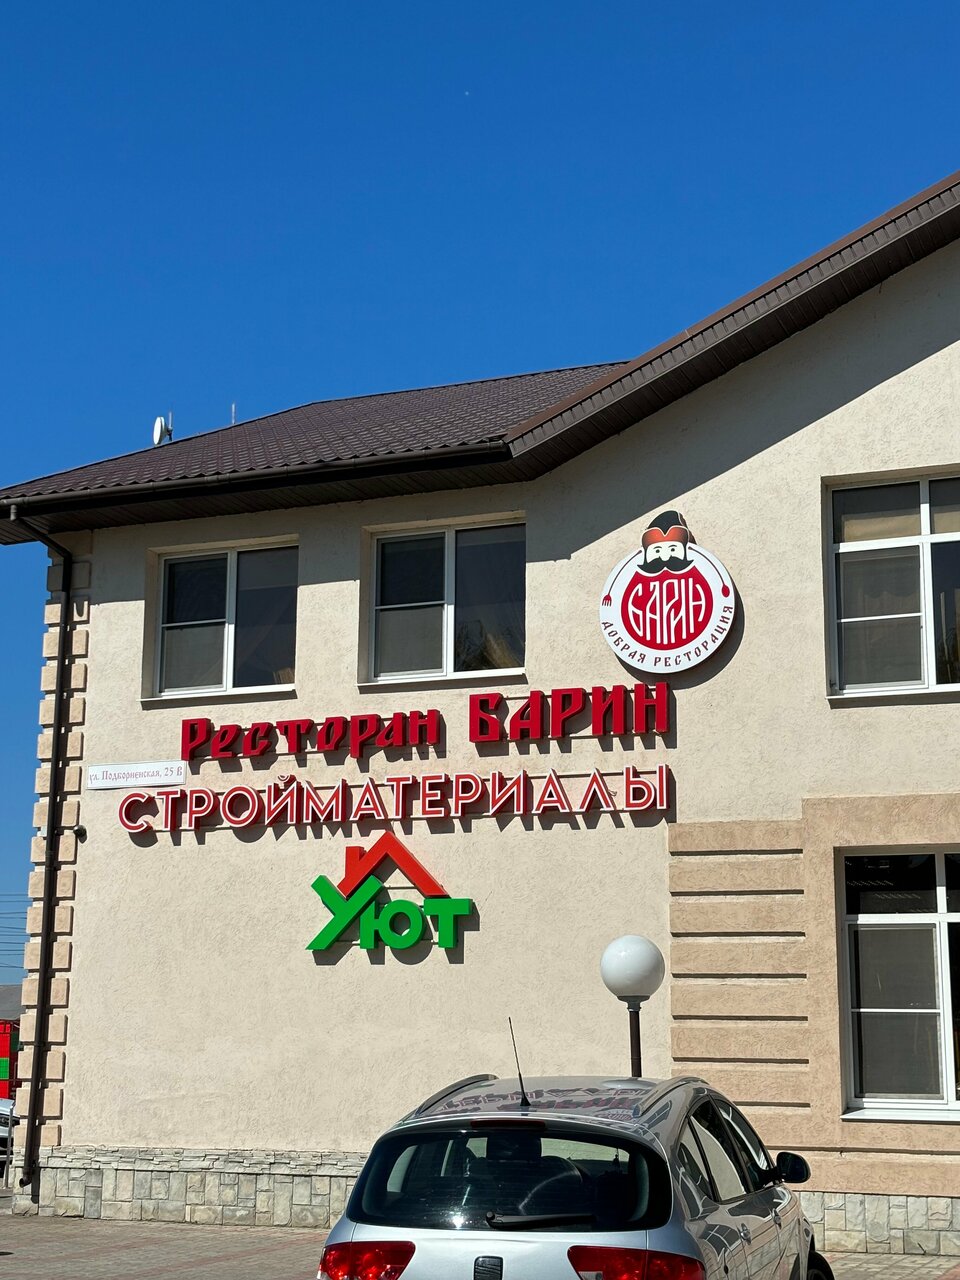 БАРИН
ДОБРАЯ РЕСТОРАЦИЯ
Ресторан БАРИН
ул. Подкорненская, 25 В
СТРОЙМАТЕРИАЛЫ
Уют